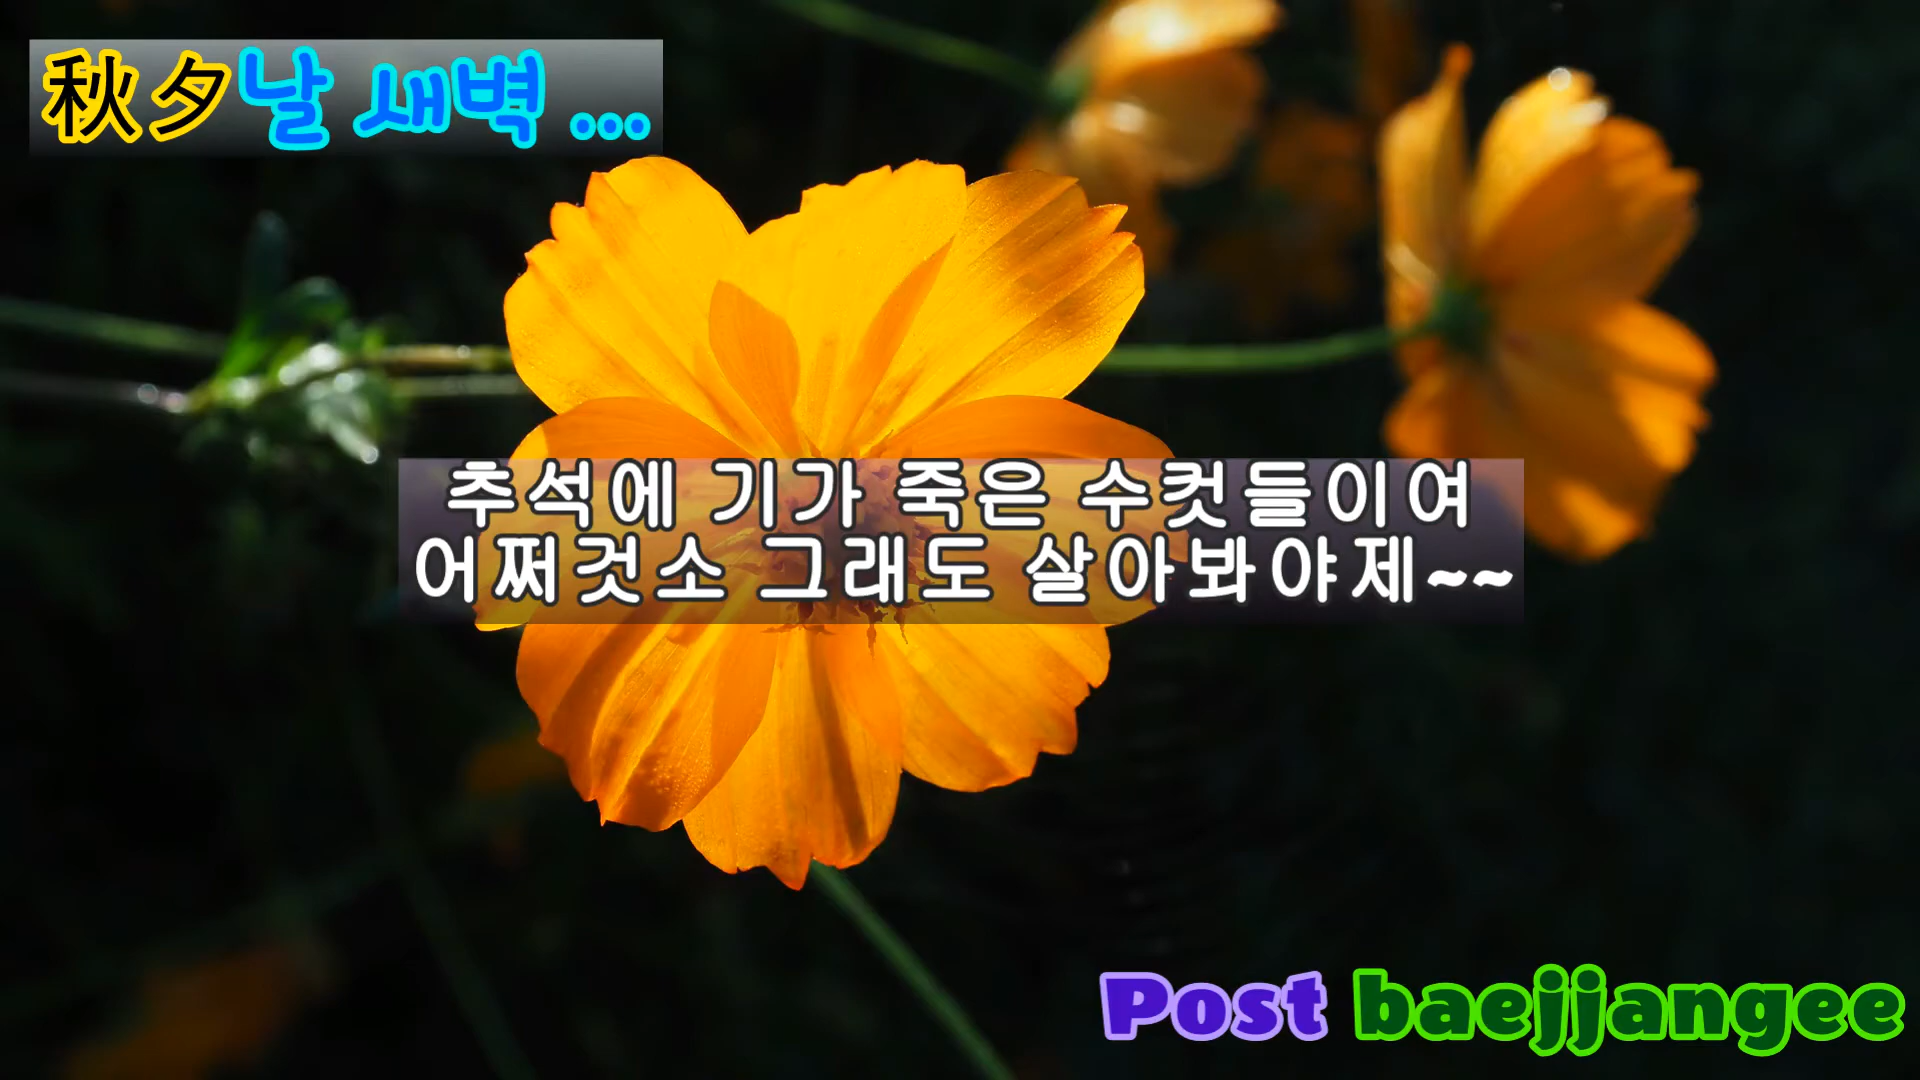 秋夕날 새벽 ...
추석에 기가 죽은 수컷들이여
어쩌것소 그래도 살아봐야제~~
Post baejjangee